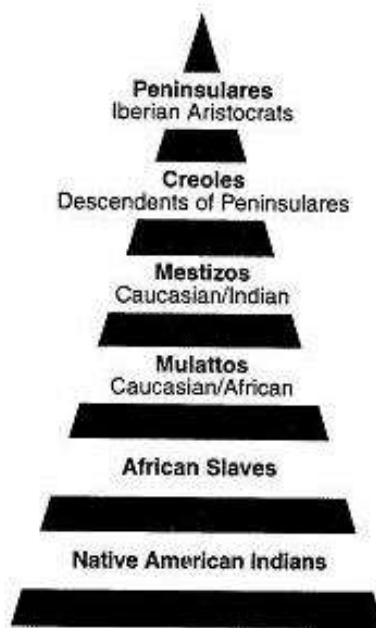 Peninsulares
Iberian Aristocrats
Creoles
Descendents of Peninsulares
Mestizos
Caucasian/Indian
Mulattos
Caucasian/African
African Slaves
Native American Indians